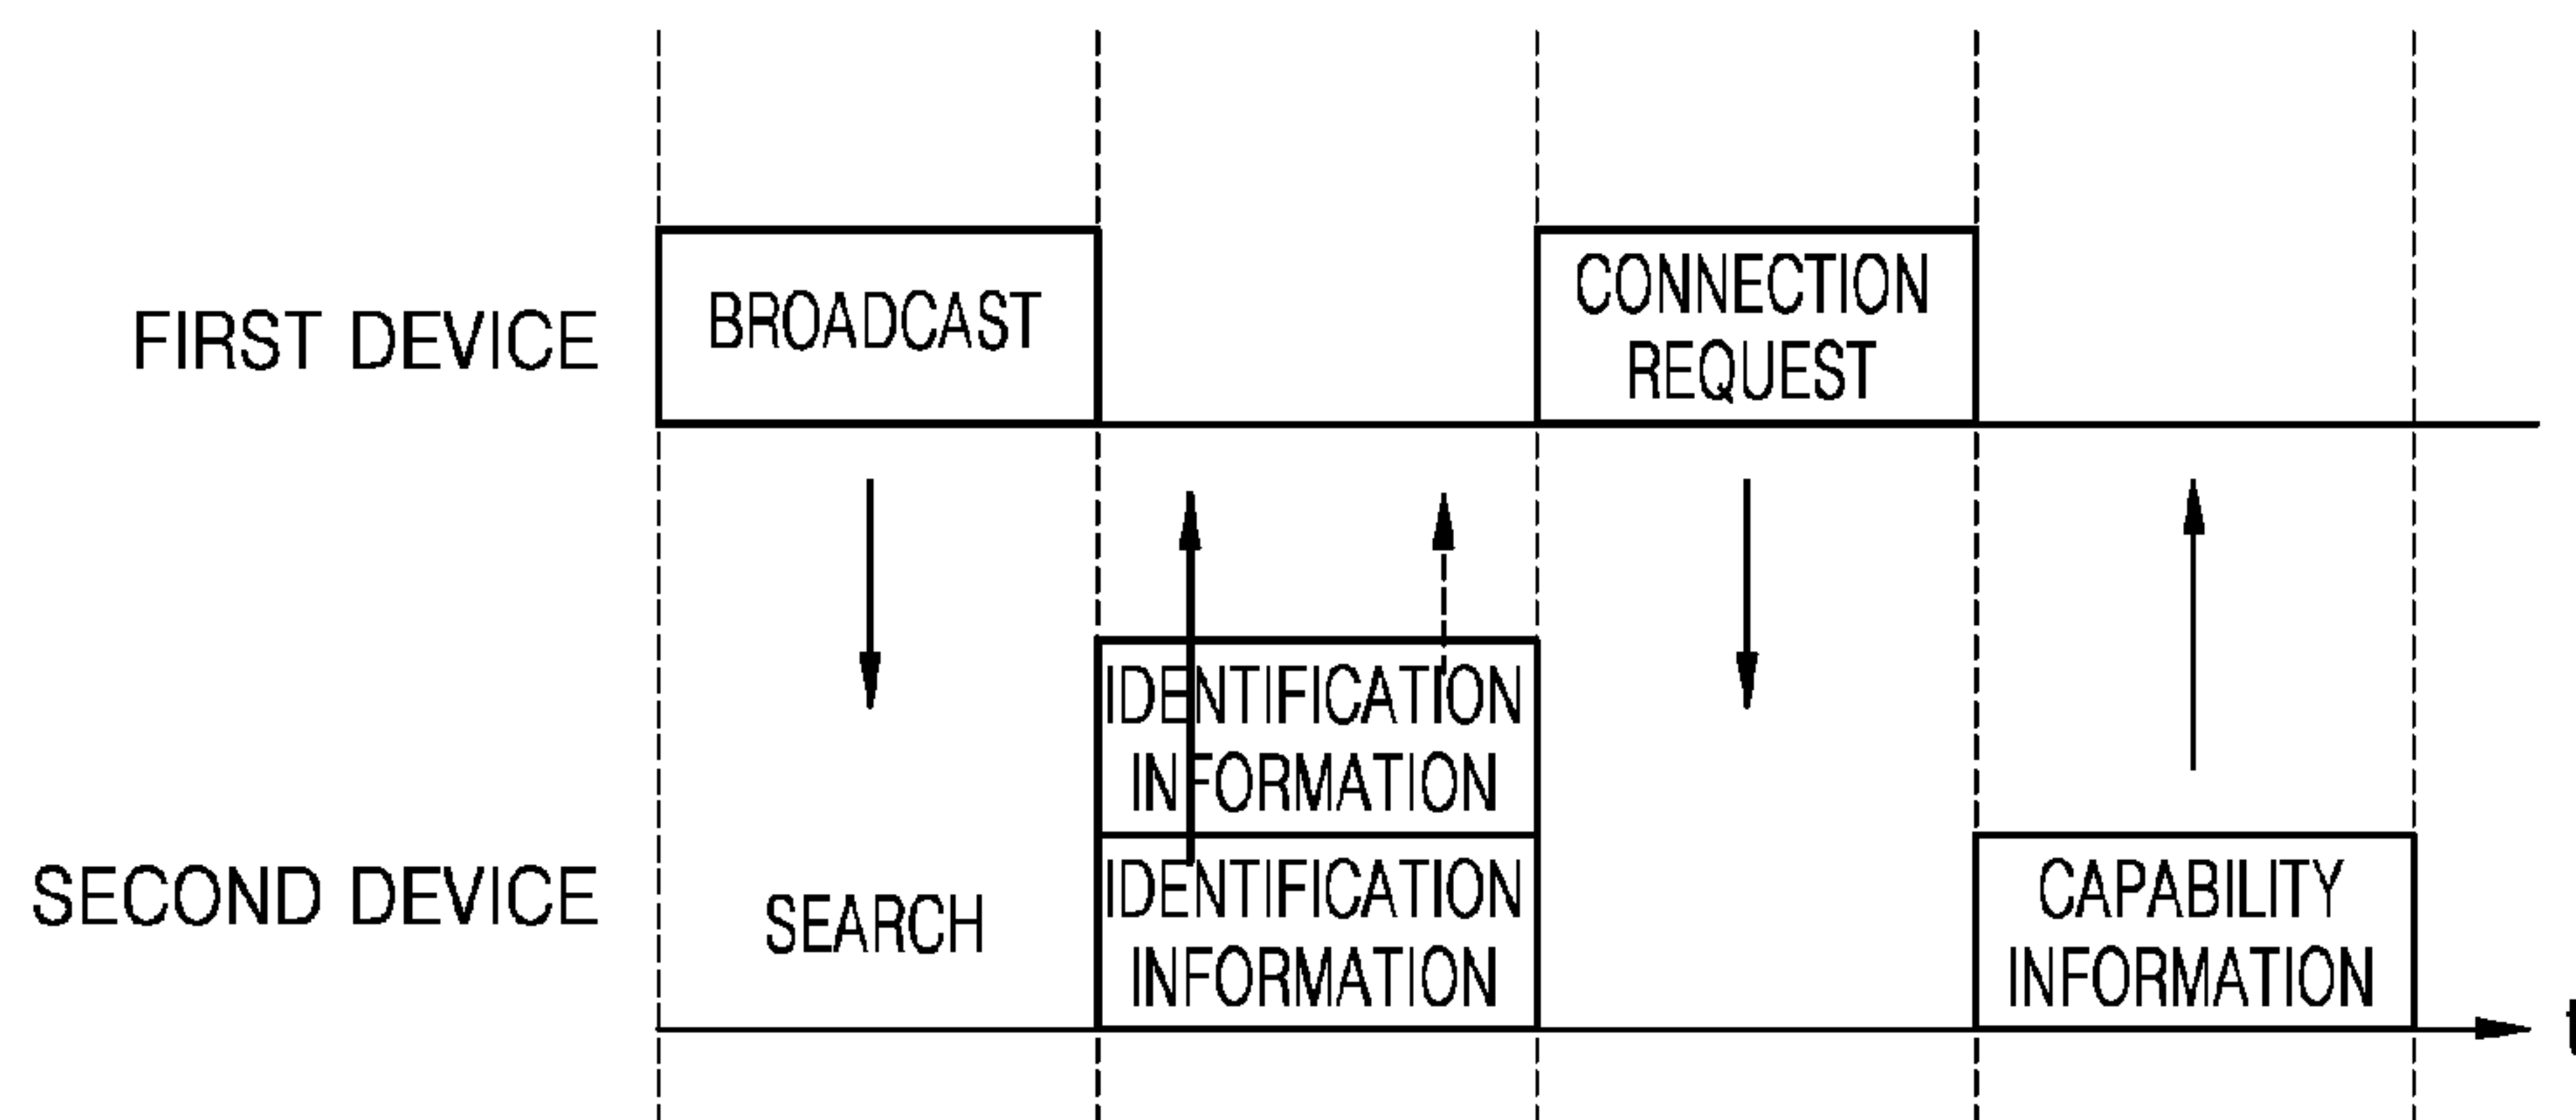 FIRST DEVICE
BROADCAST
CONNECTION
REQUEST
SECOND DEVICE
SEARCH
IDENTIFICATION
INFORMATION
IDENTIFICATION
INFORMATION
CAPABILITY
INFORMATION
t